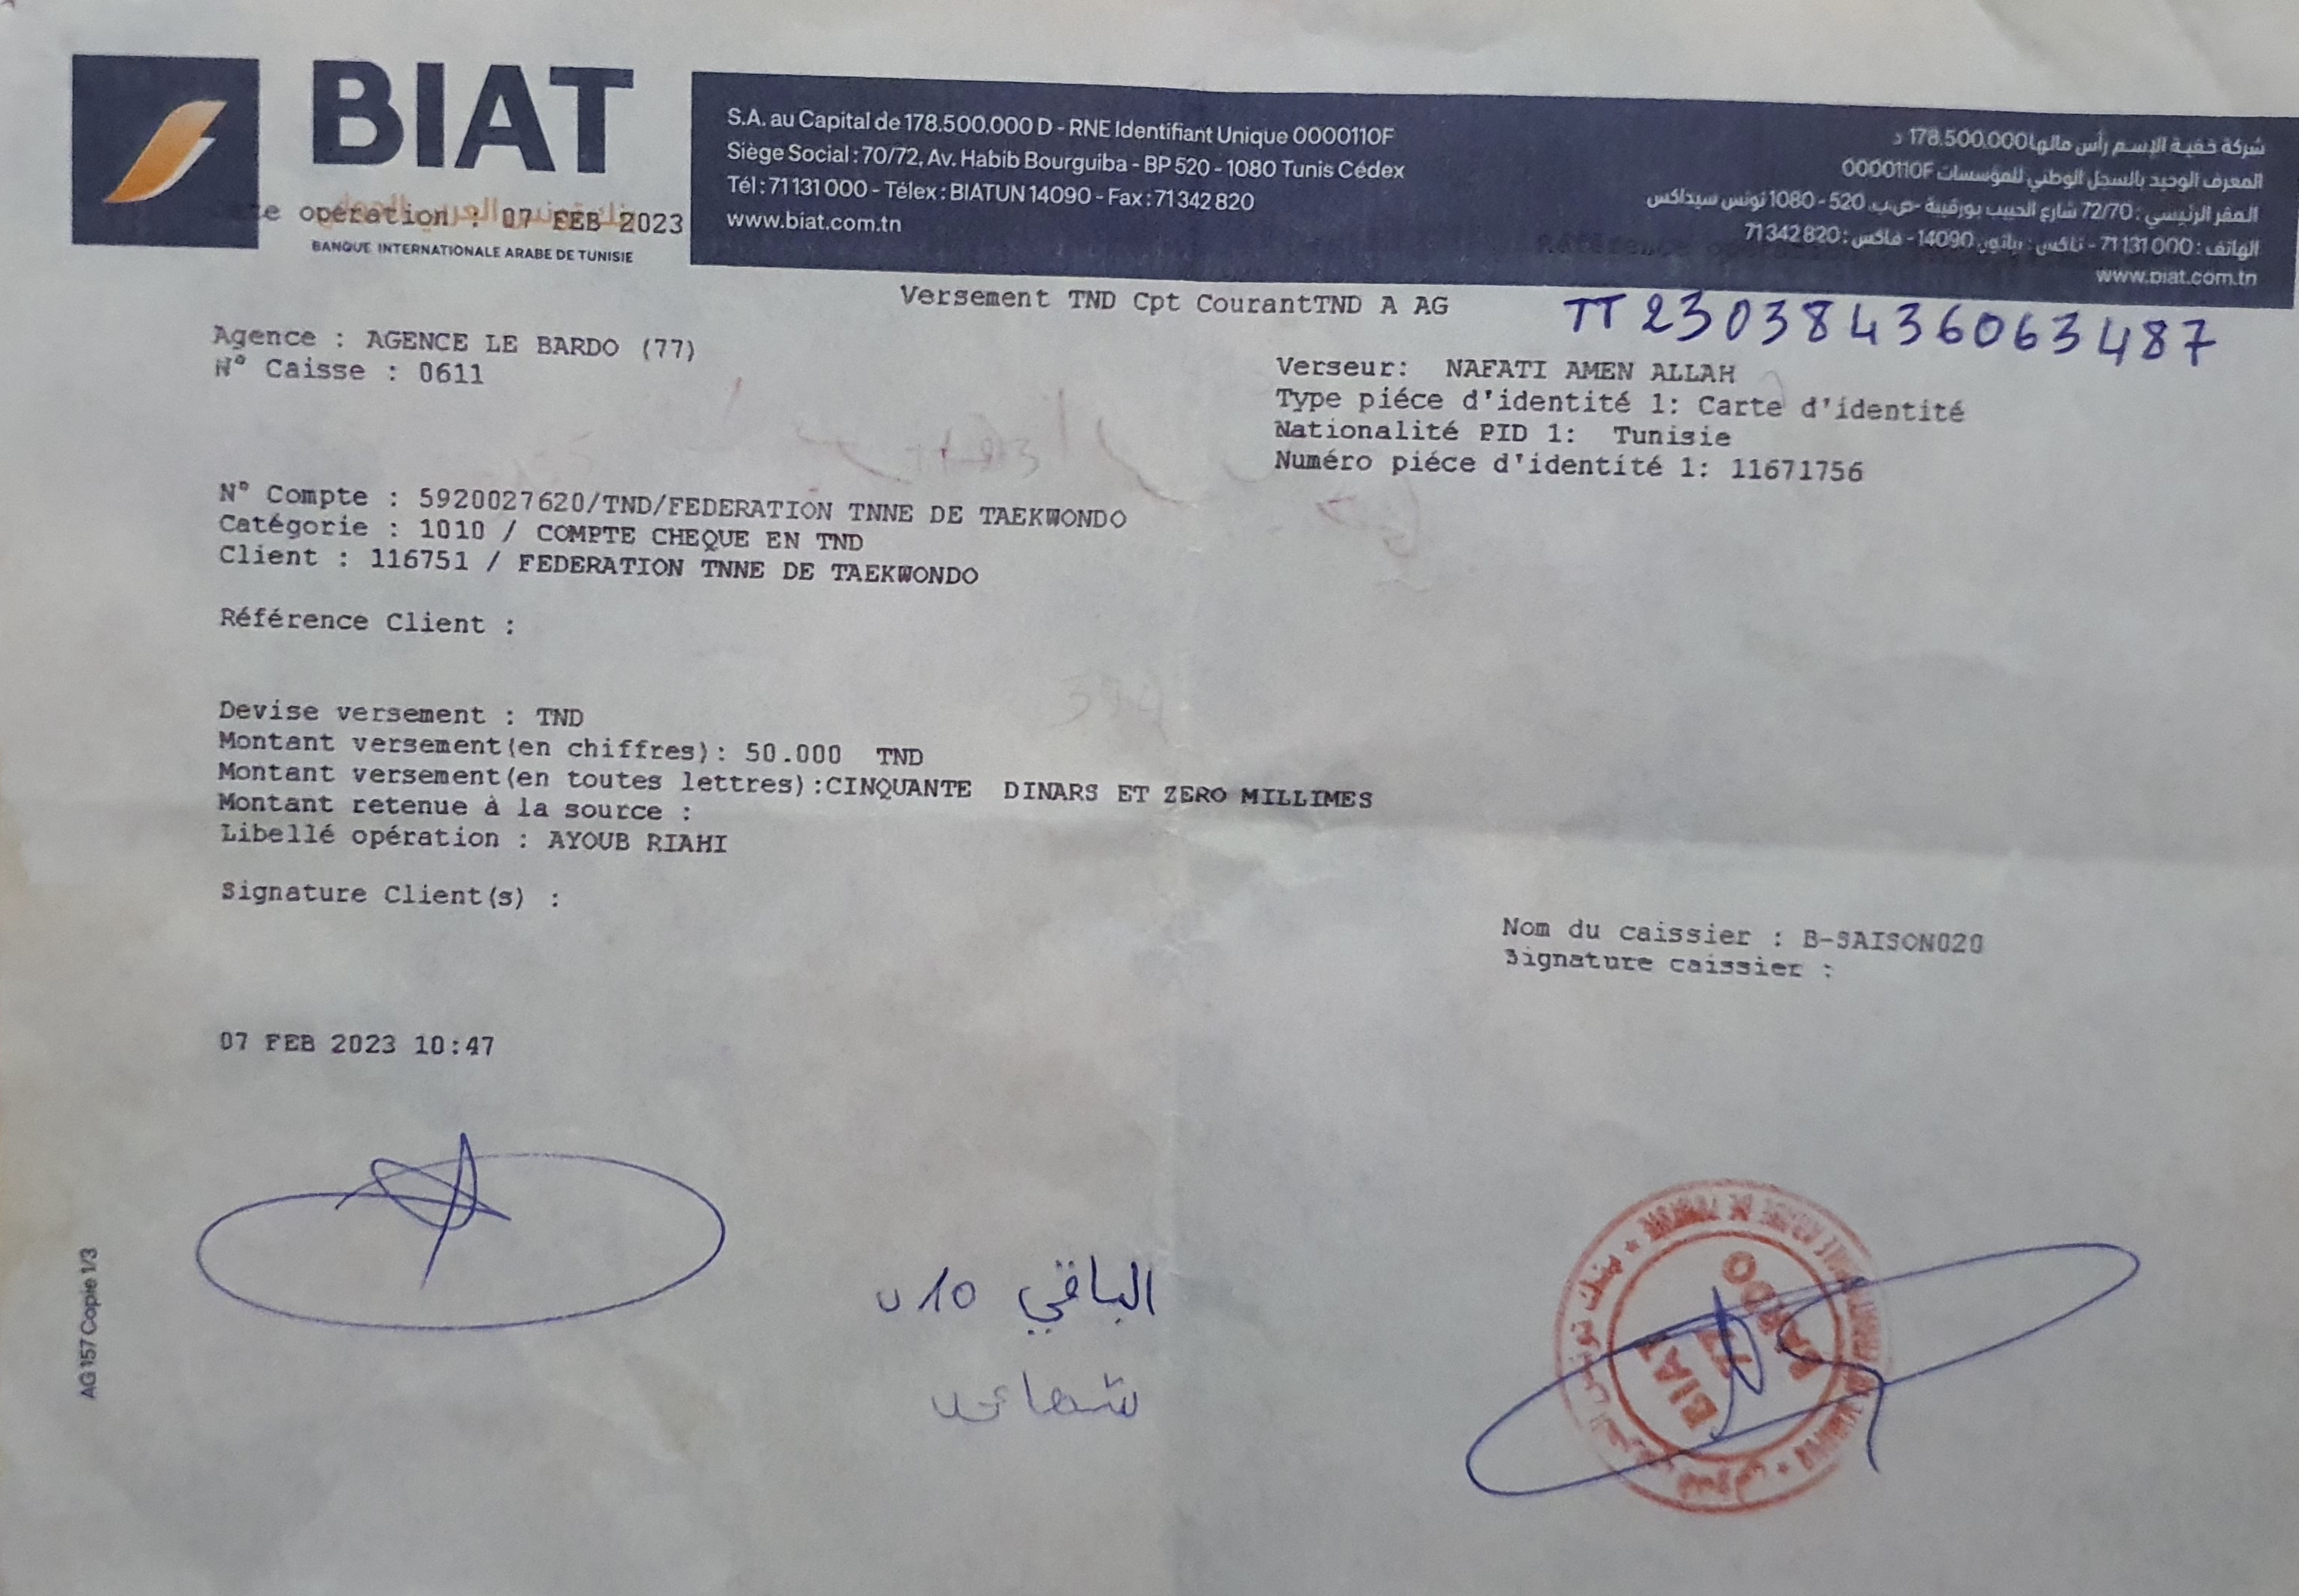 BIAT
بنك تونس العربي الدولي
Date opération : 07 FEB 2023
BANQUE INTERNATIONALE ARABE DE TUNISIE
S.A. au Capital de 178.500.000 D - RNE Identifiant Unique 0000110F
Siège Social : 70/72, Av. Habib Bourguiba - BP 520 - 1080 Tunis Cédex
Tél : 71 131 000 - Télex : BIATUN 14090 - Fax : 71 342 820
www.biat.com.tn
شركة خفية الإسم رأس مالها 178.500.000 د
المعرف الوحيد بالسجل الوطني للمؤسسات 0000110F
المقر الرئيسي : 72/70 شارع الحبيب بورقيبة -ص.ب. 520 - 1080 تونس سيداكس
الهاتف : 71 131 000 - تلكس : بياتون 14090 - فاكس : 71 342 820
www.biat.com.tn
Versement TND Cpt CourantTND A AG
TT 23038436063487
Agence : AGENCE LE BARDO (77)
N° Caisse : 0611
Verseur: NAFATI AMEN ALLAH
Type piéce d'identité 1: Carte d'identité
Nationalité PID 1: Tunisie
Numéro piéce d'identité 1: 11671756
N° Compte : 5920027620/TND/FEDERATION TNNE DE TAEKWONDO
Catégorie : 1010 / COMPTE CHEQUE EN TND
Client : 116751 / FEDERATION TNNE DE TAEKWONDO
Référence Client :
Devise versement : TND
Montant versement(en chiffres): 50.000 TND
Montant versement(en toutes lettres):CINQUANTE DINARS ET ZERO MILLIMES
Montant retenue à la source :
Libellé opération : AYOUB RIAHI
Signature Client(s) :
Nom du caissier : B-SAISON020
Signature caissier :
07 FEB 2023 10:47
الباقي 10
BIAT
77
BARDO
AG 157 Copie 1/3